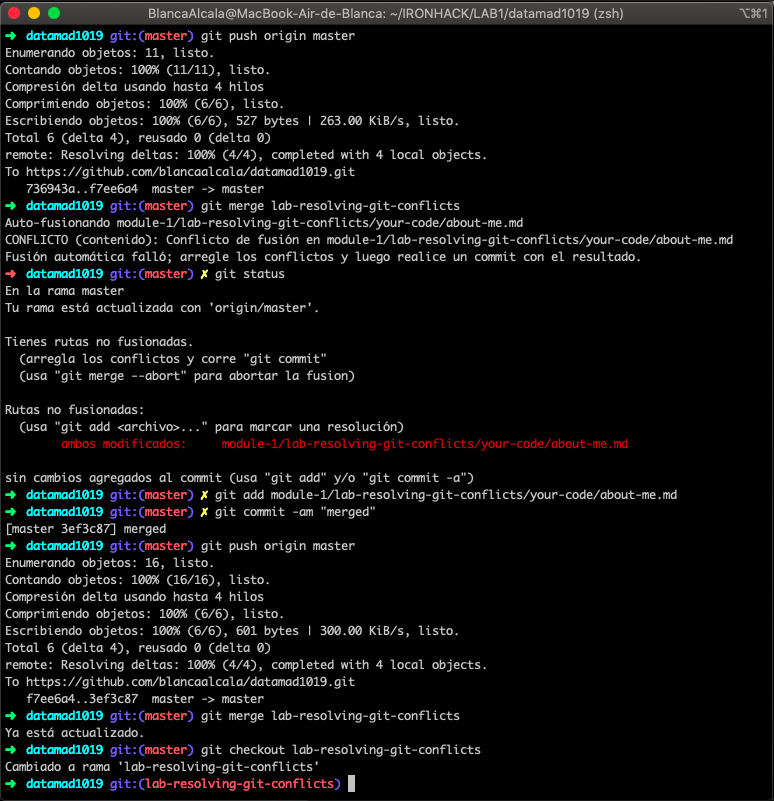 BlancaAlcala@MacBook-Air-de-Blanca: ~/IRONHACK/LAB1/datamad1019 (zsh) ⌥⌘1
➜ datamad1019 git:(master) git push origin master
Enumerando objetos: 11, listo.
Contando objetos: 100% (11/11), listo.
Compresión delta usando hasta 4 hilos
Comprimiendo objetos: 100% (6/6), listo.
Escribiendo objetos: 100% (6/6), 527 bytes | 263.00 KiB/s, listo.
Total 6 (delta 4), reusado 0 (delta 0)
remote: Resolving deltas: 100% (4/4), completed with 4 local objects.
To https://github.com/blancaalcala/datamad1019.git
   736943a..f7ee6a4  master -> master
➜ datamad1019 git:(master) git merge lab-resolving-git-conflicts
Auto-fusionando module-1/lab-resolving-git-conflicts/your-code/about-me.md
CONFLICTO (contenido): Conflicto de fusión en module-1/lab-resolving-git-conflicts/your-code/about-me.md
Fusión automática falló; arregle los conflictos y luego realice un commit con el resultado.
➜ datamad1019 git:(master) ✗ git status
En la rama master
Tu rama está actualizada con 'origin/master'.

Tienes rutas no fusionadas.
  (arregla los conflictos y corre "git commit"
  (usa "git merge --abort" para abortar la fusion)

Rutas no fusionadas:
  (usa "git add <archivo>..." para marcar una resolución)
        ambos modificados:     module-1/lab-resolving-git-conflicts/your-code/about-me.md

sin cambios agregados al commit (usa "git add" y/o "git commit -a")
➜ datamad1019 git:(master) ✗ git add module-1/lab-resolving-git-conflicts/your-code/about-me.md
➜ datamad1019 git:(master) ✗ git commit -am "merged"
[master 3ef3c87] merged
➜ datamad1019 git:(master) git push origin master
Enumerando objetos: 16, listo.
Contando objetos: 100% (16/16), listo.
Compresión delta usando hasta 4 hilos
Comprimiendo objetos: 100% (6/6), listo.
Escribiendo objetos: 100% (6/6), 601 bytes | 300.00 KiB/s, listo.
Total 6 (delta 4), reusado 0 (delta 0)
remote: Resolving deltas: 100% (4/4), completed with 4 local objects.
To https://github.com/blancaalcala/datamad1019.git
   f7ee6a4..3ef3c87  master -> master
➜ datamad1019 git:(master) git merge lab-resolving-git-conflicts
Ya está actualizado.
➜ datamad1019 git:(master) git checkout lab-resolving-git-conflicts
Cambiado a rama 'lab-resolving-git-conflicts'
➜ datamad1019 git:(lab-resolving-git-conflicts)